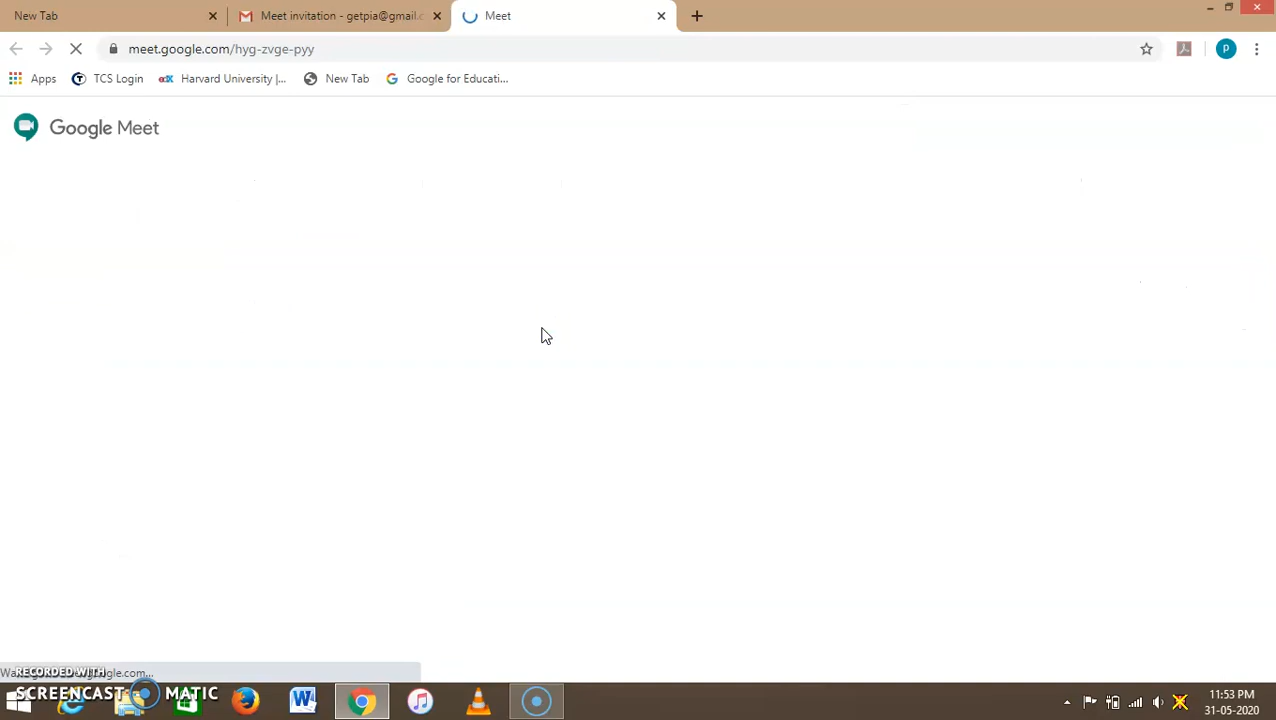 New Tab
Meet invitation - getpia@gmail.c
Meet
meet.google.com/hyg-zvge-pyy
P
Apps
TCS Login
edX
Harvard University |...
New Tab
Google for Educati...
Google Meet
RECORDED WITH
SCREENCAST MATIC
11:53 PM
31-05-2020